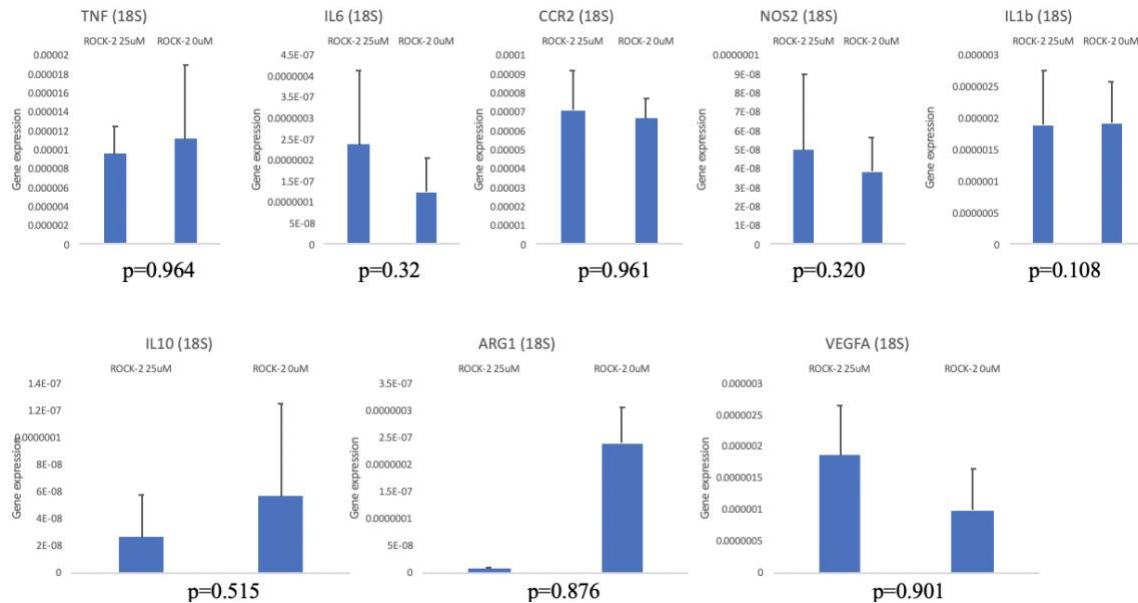 TNF (18S)
ROCK-2 25uM ROCK-2 0uM
0.00002
0.000018
0.000016
0.000014
0.000012
0.00001
0.000008
0.000006
0.000004
0.000002
0
Gene expression
p=0.964
IL6 (18S)
ROCK-2 25uM ROCK-2 0uM
4.5E-07
0.0000004
3.5E-07
0.0000003
2.5E-07
0.0000002
1.5E-07
0.0000001
5E-08
0
Gene expression
p=0.32
CCR2 (18S)
ROCK-2 25uM ROCK-2 0uM
0.0001
0.00009
0.00008
0.00007
0.00006
0.00005
0.00004
0.00003
0.00002
0.00001
0
Gene expression
p=0.961
NOS2 (18S)
ROCK-2 25uM ROCK-2 0uM
0.0000001
9E-08
8E-08
7E-08
6E-08
5E-08
4E-08
3E-08
2E-08
1E-08
0
Gene expression
p=0.320
IL1b (18S)
ROCK-2 25uM ROCK-2 0uM
0.000003
0.0000025
0.000002
0.0000015
0.000001
0.0000005
0
Gene expression
p=0.108
IL10 (18S)
ROCK-2 25uM ROCK-2 0uM
1.4E-07
1.2E-07
0.0000001
8E-08
6E-08
4E-08
2E-08
0
Gene expression
p=0.515
ARG1 (18S)
ROCK-2 25uM ROCK-2 0uM
3.5E-07
0.0000003
2.5E-07
0.0000002
1.5E-07
0.0000001
5E-08
0
Gene expression
p=0.876
VEGFA (18S)
ROCK-2 25uM ROCK-2 0uM
0.000003
0.0000025
0.000002
0.0000015
0.000001
0.0000005
0
Gene expression
p=0.901